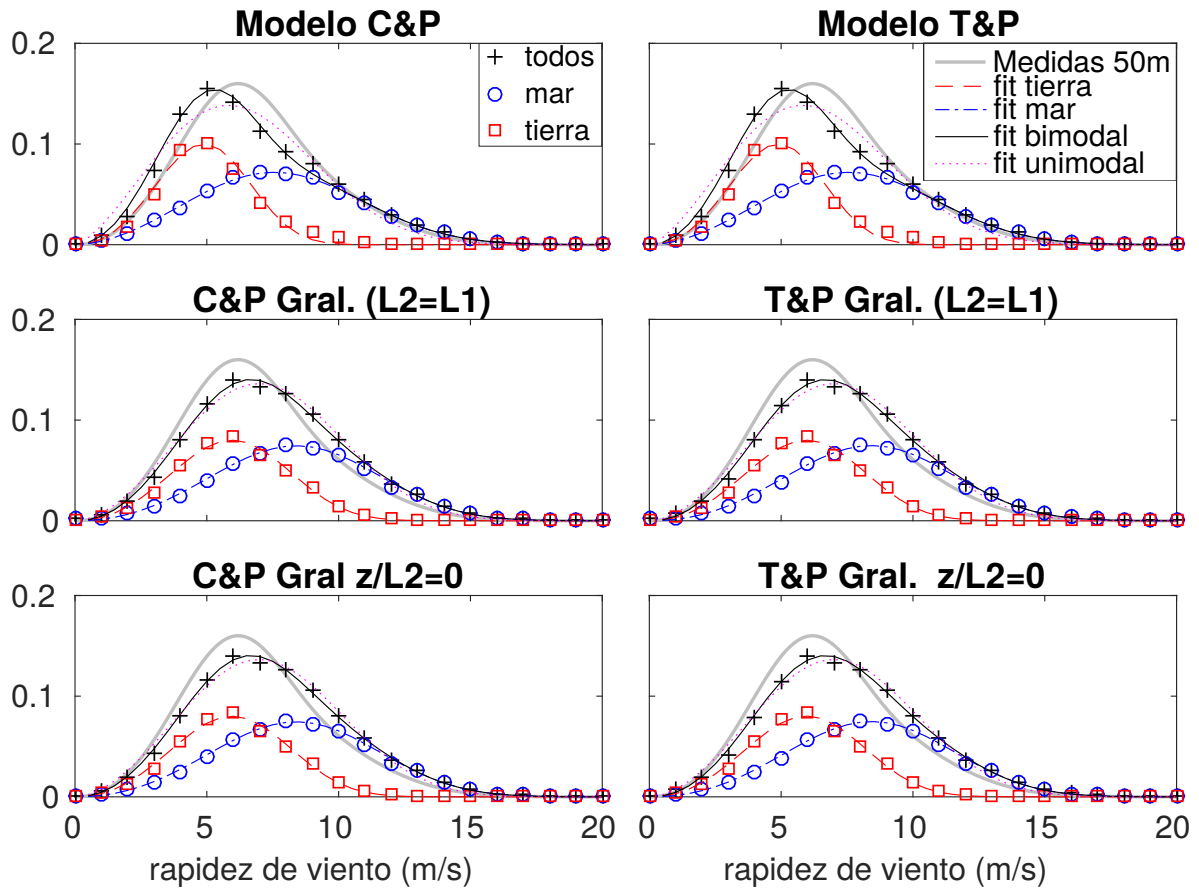 Modelo C&P
Modelo T&P
0.2
0.1
0
todos
mar
tierra
Medidas 50m
fit tierra
fit mar
fit bimodal
fit unimodal
C&P Gral. (L2=L1)
T&P Gral. (L2=L1)
0.2
0.1
0
C&P Gral z/L2=0
T&P Gral.  z/L2=0
0.2
0.1
0
0 5 10 15 20
0 5 10 15 20
rapidez de viento (m/s)
rapidez de viento (m/s)